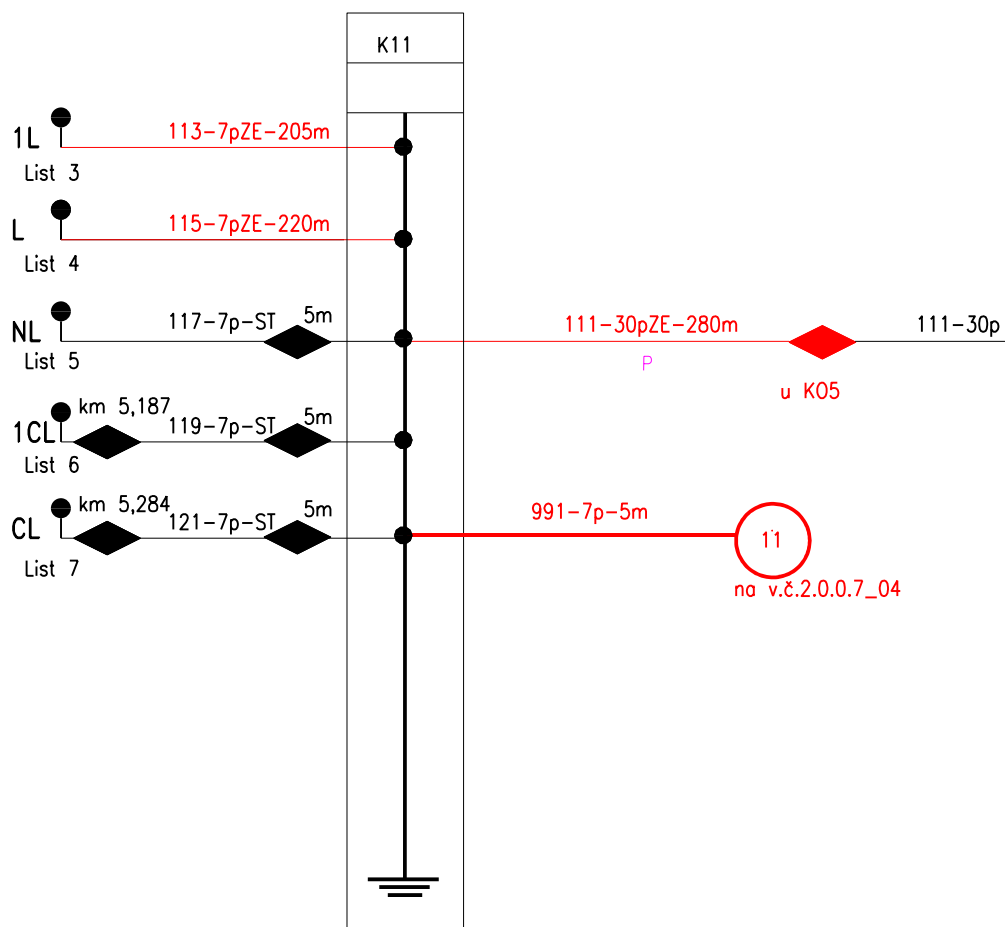 K11
1L
113-7pZE-205m
List 3
L
115-7pZE-220m
List 4
NL
117-7p-ST
5m
List 5
111-30pZE-280m
P
u K05
111-30p
1CL
km 5,187
119-7p-ST
5m
List 6
CL
km 5,284
121-7p-ST
5m
List 7
991-7p-5m
11
na v.č.2.0.0.7_04